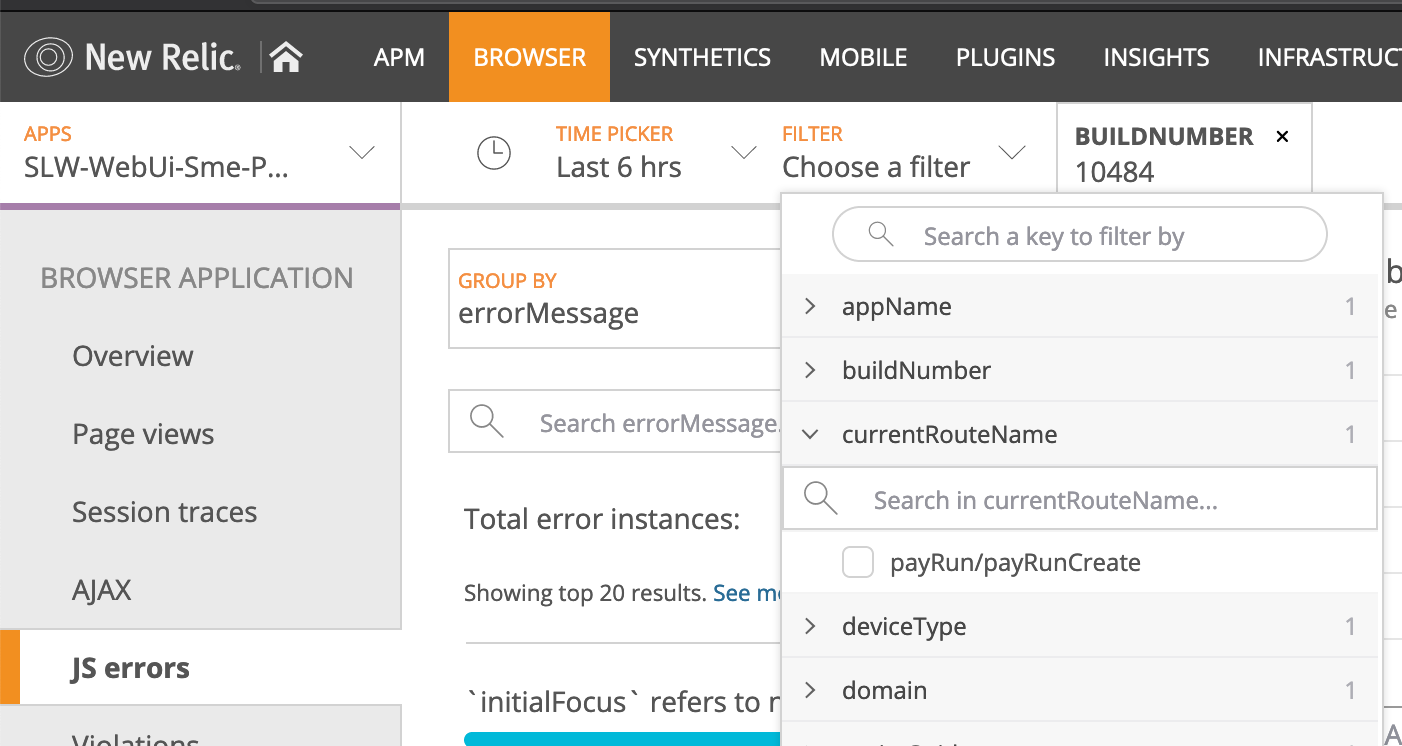 New Relic.
APM
BROWSER
SYNTHETICS
MOBILE
PLUGINS
INSIGHTS
INFRASTRUCT
APPS
SLW-WebUi-Sme-P...
TIME PICKER
Last 6 hrs
FILTER
Choose a filter
BUILDNUMBER ×
10484
BROWSER APPLICATION
Overview
Page views
Session traces
AJAX
JS errors
Violations
GROUP BY
errorMessage
Search errorMessage.
Total error instances:
Showing top 20 results. See mo
`initialFocus` refers to n
Search a key to filter by
appName 1
buildNumber 1
currentRouteName 1
Search in currentRouteName...
payRun/payRunCreate
deviceType 1
domain 1
b
e
A